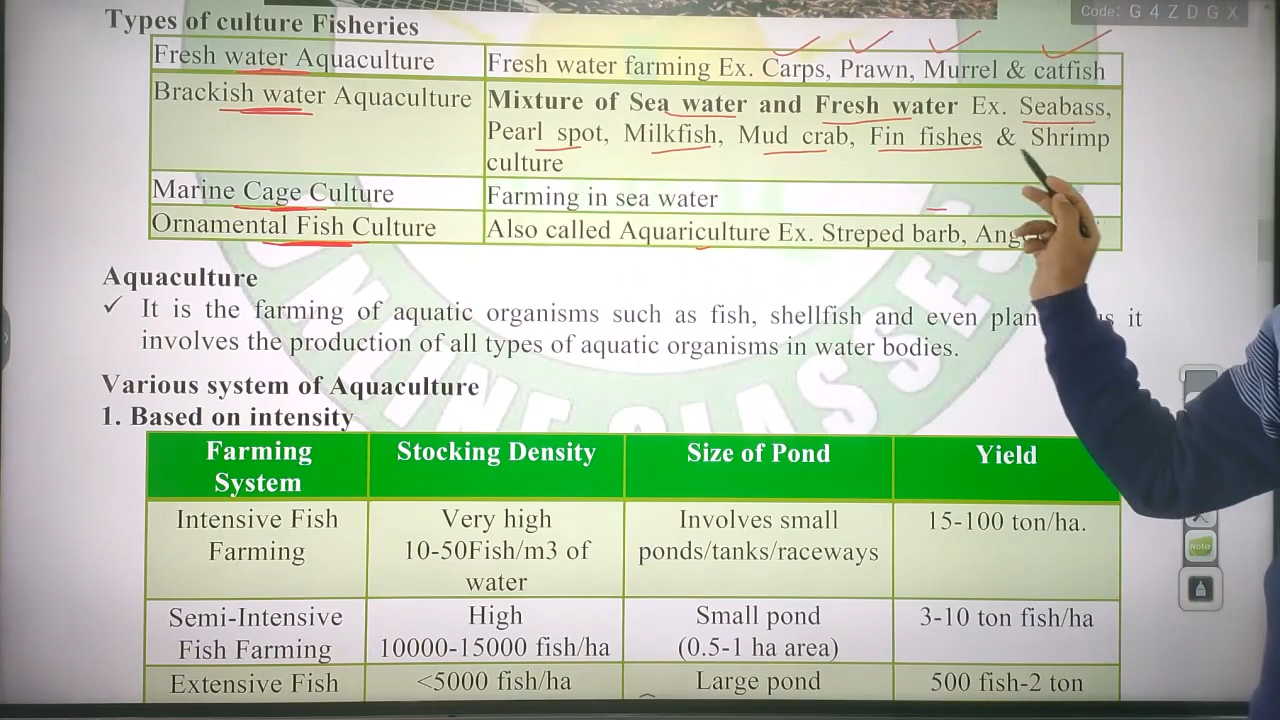 Code: G 4 Z D G X
Types of culture Fisheries
Fresh water Aquaculture
Fresh water farming Ex. Carps, Prawn, Murrel & catfish
Brackish water Aquaculture
Mixture of Sea water and Fresh water Ex. Seabass,
Pearl spot, Milkfish, Mud crab, Fin fishes & Shrimp
culture
Marine Cage Culture
Farming in sea water
Ornamental Fish Culture
Also called Aquariculture Ex. Streped barb,
Aquaculture
✓ It is the farming of aquatic organisms such as fish, shellfish and even it
involves the production of all types of aquatic organisms in water bodies.
Various system of Aquaculture
1. Based on intensity
Farming
System
Stocking Density
Size of Pond
Yield
Intensive Fish
Farming
Very high
10-50Fish/m3 of
water
Involves small
ponds/tanks/raceways
15-100 ton/ha.
Semi-Intensive
Fish Farming
High
10000-15000 fish/ha
Small pond
(0.5-1 ha area)
3-10 ton fish/ha
Extensive Fish
<5000 fish/ha
Large pond
500 fish-2 ton
NLINE CLASSES
Note